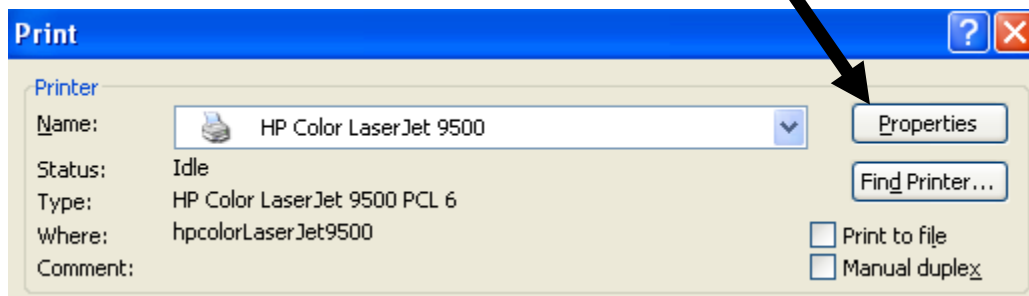 Print
Printer
Name: HP Color LaserJet 9500 Properties
Status: Idle
Find Printer...
Type: HP Color LaserJet 9500 PCL 6
Where: hpcolorLaserJet9500 Print to file
Comment: Manual duplex